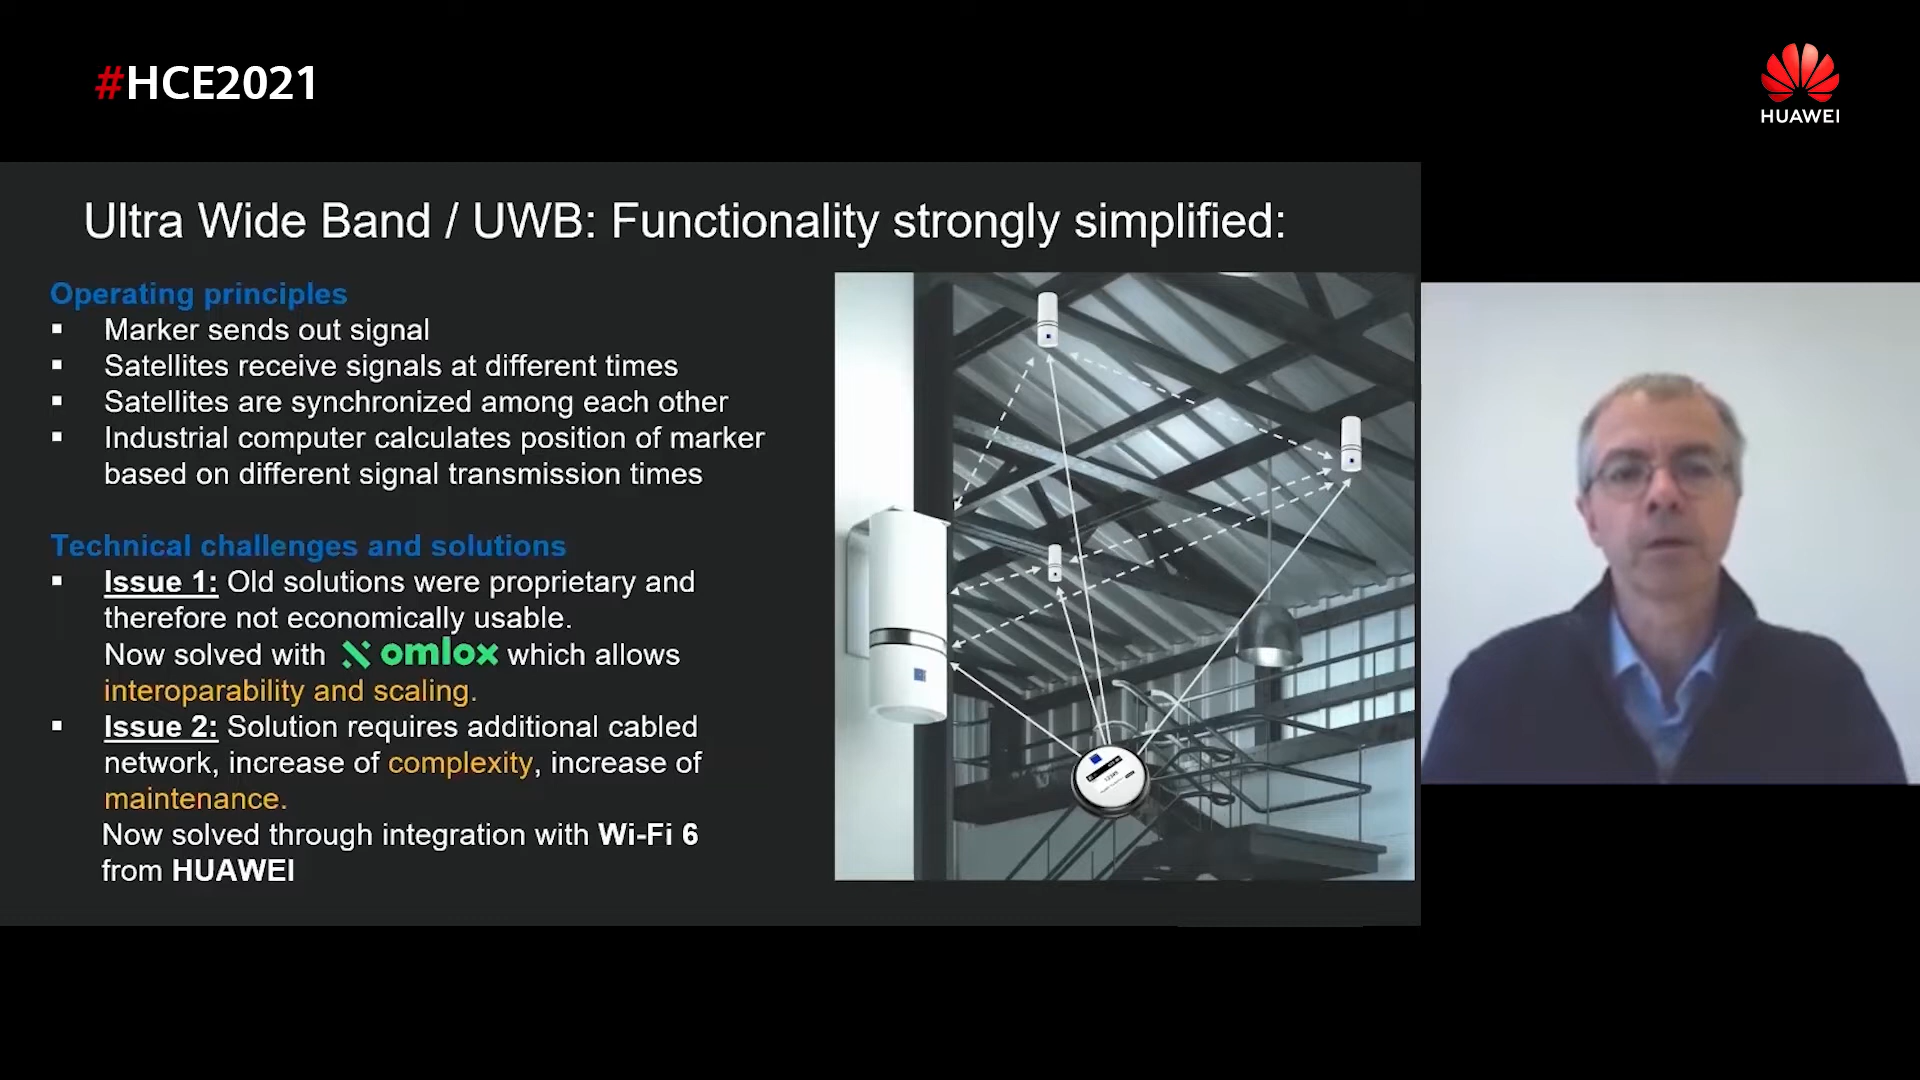 #HCE2021
HUAWEI
Ultra Wide Band / UWB: Functionality strongly simplified:
Operating principles
▪ Marker sends out signal
▪ Satellites receive signals at different times
▪ Satellites are synchronized among each other
▪ Industrial computer calculates position of marker
based on different signal transmission times
Technical challenges and solutions
▪ Issue 1: Old solutions were proprietary and
therefore not economically usable.
Now solved with omlox which allows
interoparability and scaling.
▪ Issue 2: Solution requires additional cabled
network, increase of complexity, increase of
maintenance.
Now solved through integration with Wi-Fi 6
from HUAWEI